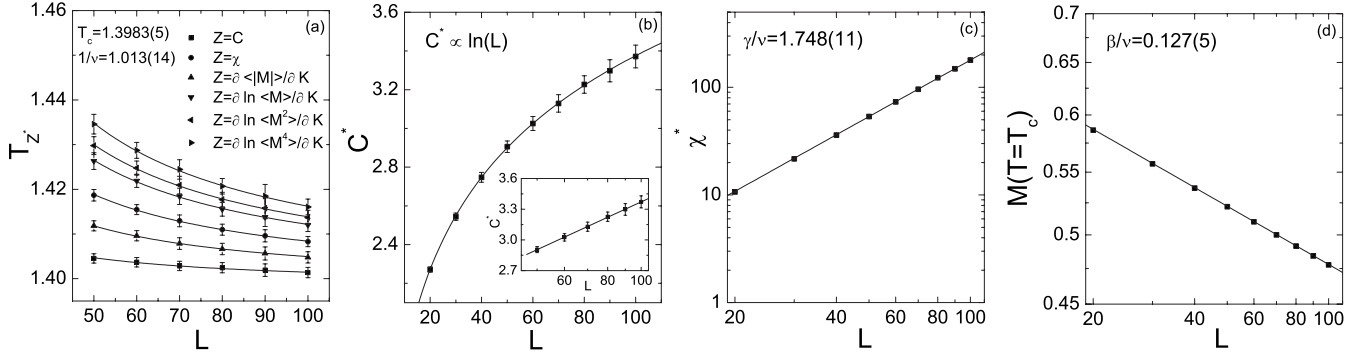 (a)
T_c=1.3983(5)
1/ν=1.013(14)
Z=C
Z=χ
Z=∂ <|M|>/∂ K
Z=∂ ln <M>/∂ K
Z=∂ ln <M^2>/∂ K
Z=∂ ln <M^4>/∂ K
1.46
1.44
1.42
1.40
T_Z*
50 60 70 80 90 100
L
(b)
C^* ∝ ln(L)
3.6
3.2
2.8
2.4
C^*
20 40 60 80 100
L
3.6
3.3
3.0
2.7
C^*
60 80 100
L
(c)
γ/ν=1.748(11)
100
10
1
χ^*
20 40 60 80 100
L
(d)
β/ν=0.127(5)
0.7
0.65
0.6
0.55
0.5
0.45
M(T=T_c)
20 40 60 80 100
L